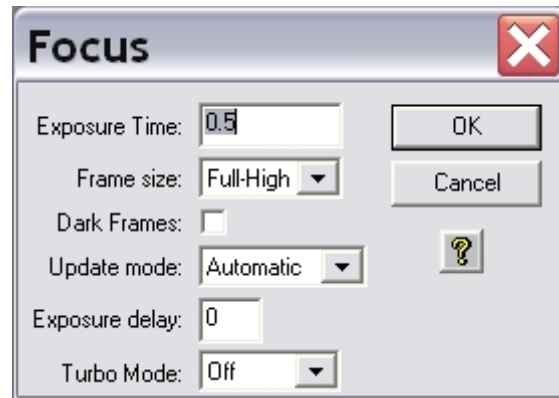 Focus
Exposure Time: 0.5 OK
Frame size: Full-High Cancel
Dark Frames:
Update mode: Automatic ?
Exposure delay: 0
Turbo Mode: Off